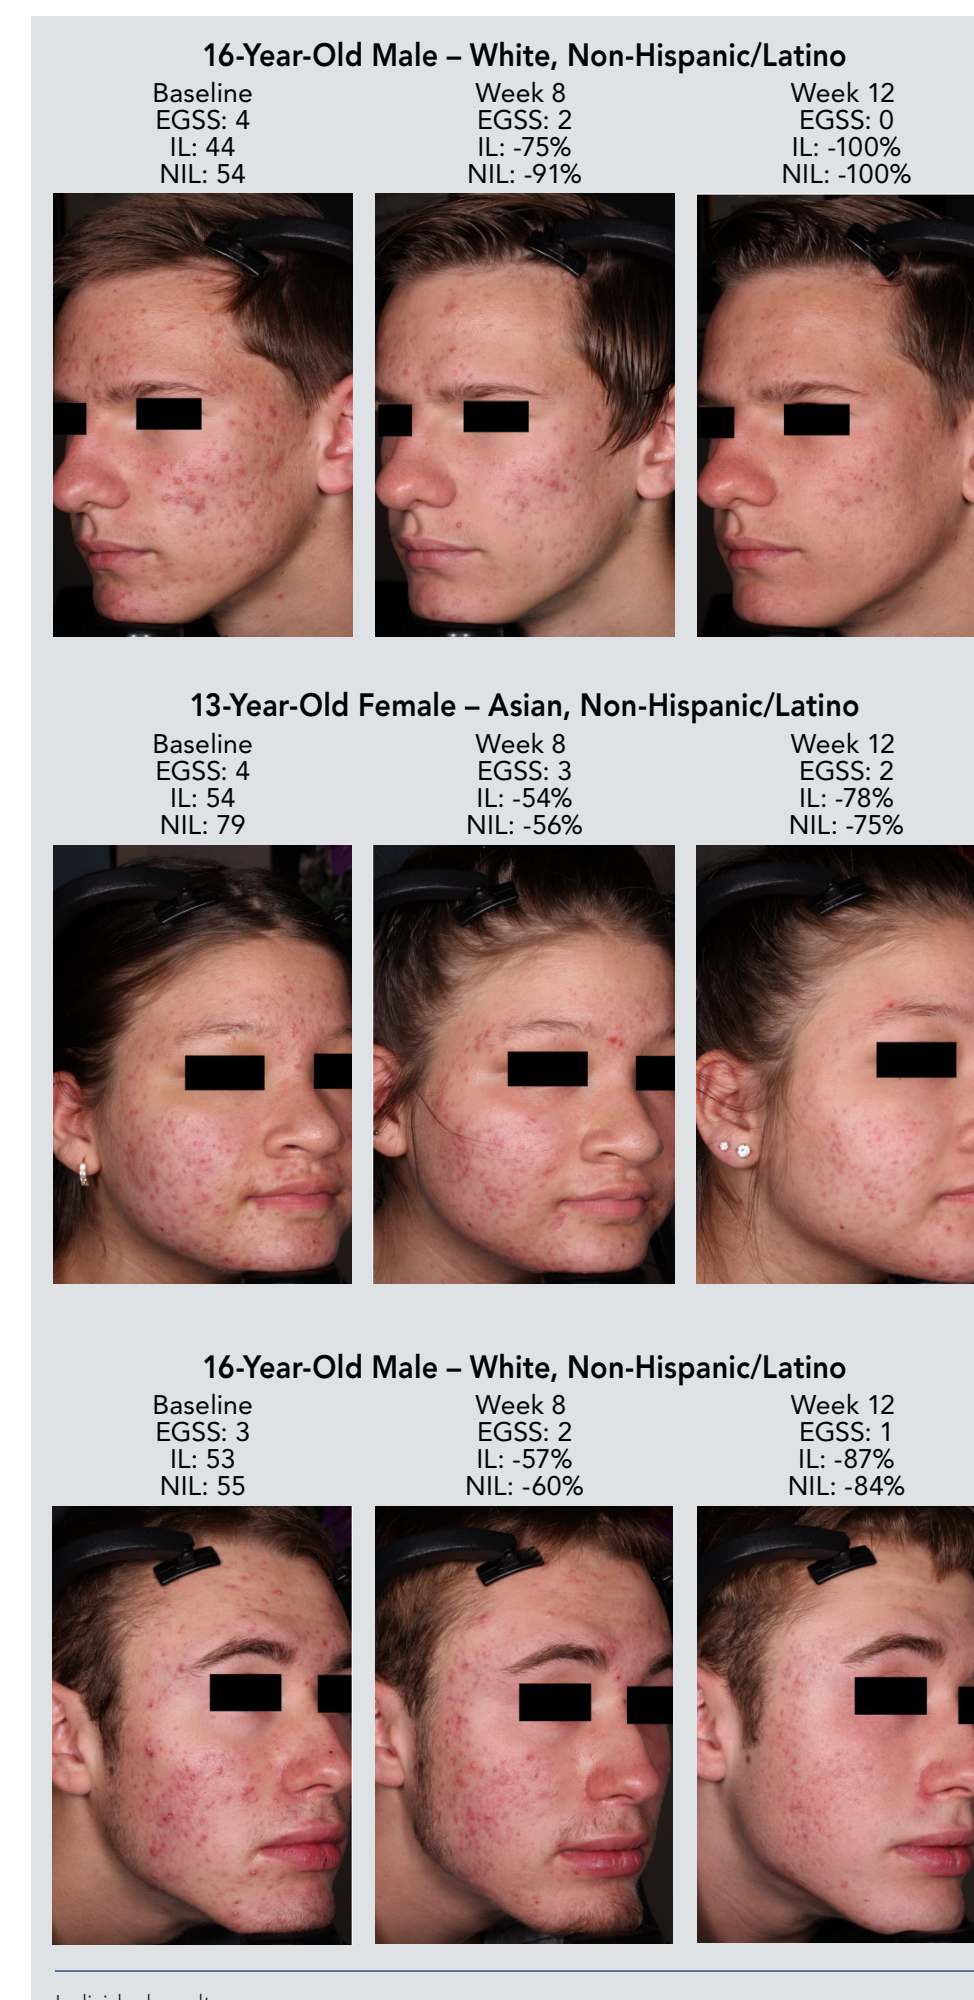 16-Year-Old Male – White, Non-Hispanic/Latino
Baseline Week 8 Week 12
EGSS: 4 EGSS: 2 EGSS: 0
IL: 44 IL: -75% IL: -100%
NIL: 54 NIL: -91% NIL: -100%
13-Year-Old Female – Asian, Non-Hispanic/Latino
Baseline Week 8 Week 12
EGSS: 4 EGSS: 3 EGSS: 2
IL: 54 IL: -54% IL: -78%
NIL: 79 NIL: -56% NIL: -75%
16-Year-Old Male – White, Non-Hispanic/Latino
Baseline Week 8 Week 12
EGSS: 3 EGSS: 2 EGSS: 1
IL: 53 IL: -57% IL: -87%
NIL: 55 NIL: -60% NIL: -84%